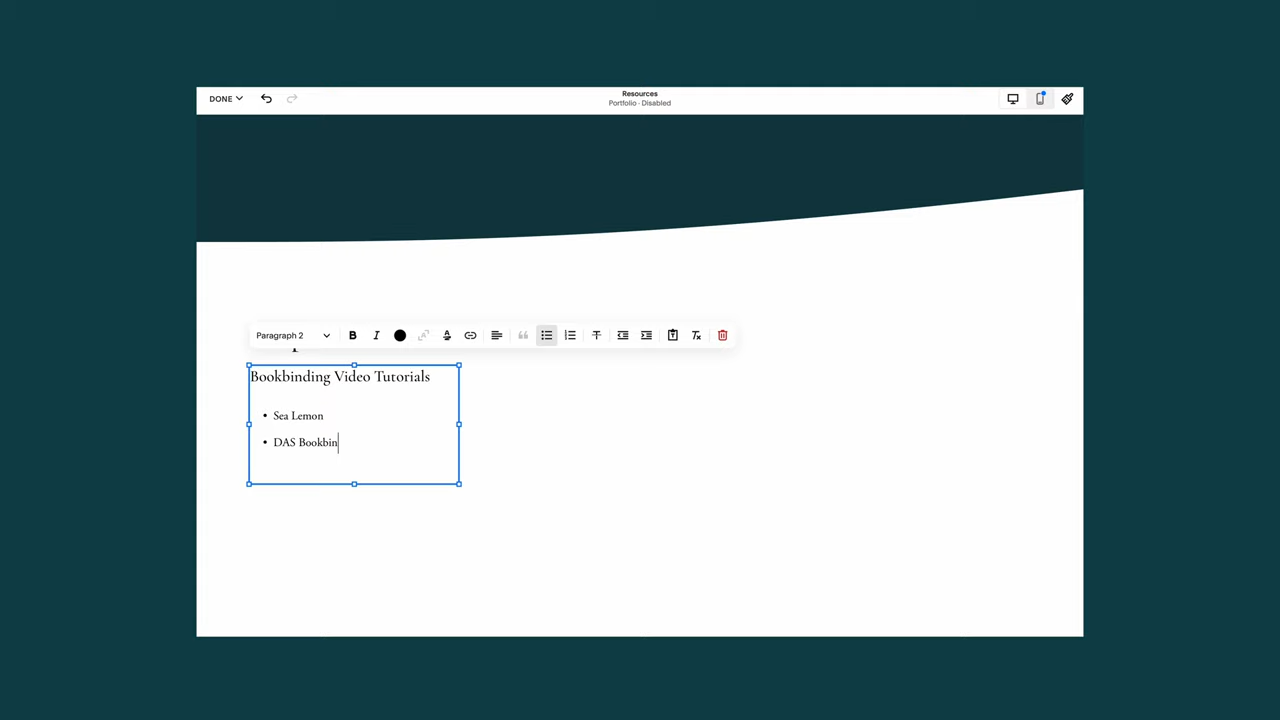 DONE
Resources
Portfolio · Disabled
Paragraph 2
Bookbinding Video Tutorials
• Sea Lemon
• DAS Bookbin